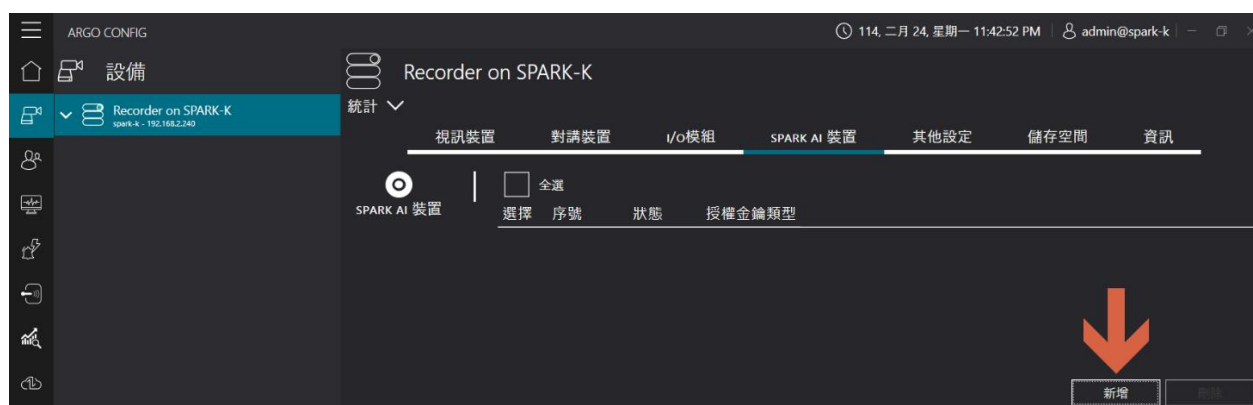 ARGO CONFIG
114, 二月 24, 星期一 11:42:52 PM
admin@spark-k
設備
Recorder on SPARK-K
Recorder on SPARK-K
spark-k - 192.168.2.240
統計
視訊裝置 對講裝置 I/O模組 SPARK AI 裝置 其他設定 儲存空間 資訊
全選
SPARK AI 裝置
選擇 序號 狀態 授權金鑰類型
新增 刪除